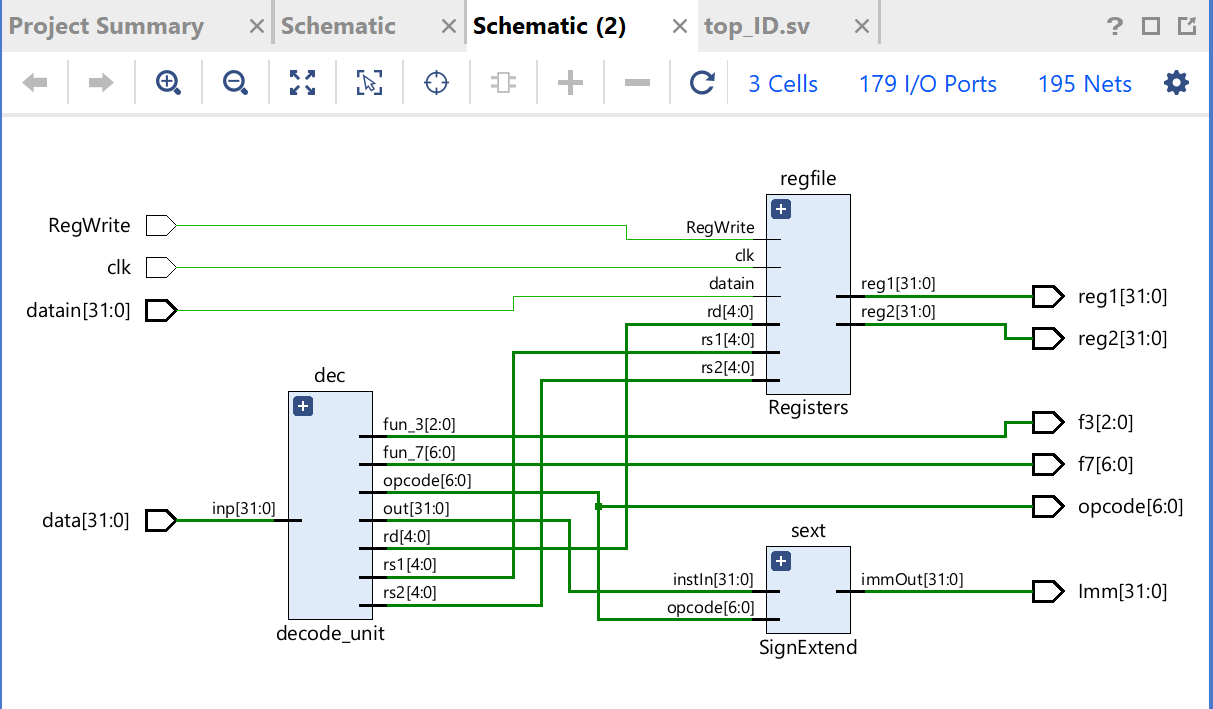 Project Summary
Schematic
Schematic (2)
top_ID.sv
?
3 Cells
179 I/O Ports
195 Nets
regfile
RegWrite
RegWrite
clk
clk
datain
datain[31:0]
reg1[31:0]
reg1[31:0]
rd[4:0]
reg2[31:0]
rs1[4:0]
reg2[31:0]
rs2[4:0]
Registers
dec
fun_3[2:0]
f3[2:0]
fun_7[6:0]
f7[6:0]
opcode[6:0]
opcode[6:0]
data[31:0]
inp[31:0]
out[31:0]
rd[4:0]
rs1[4:0]
rs2[4:0]
decode_unit
sext
instIn[31:0]
immOut[31:0]
Imm[31:0]
opcode[6:0]
SignExtend